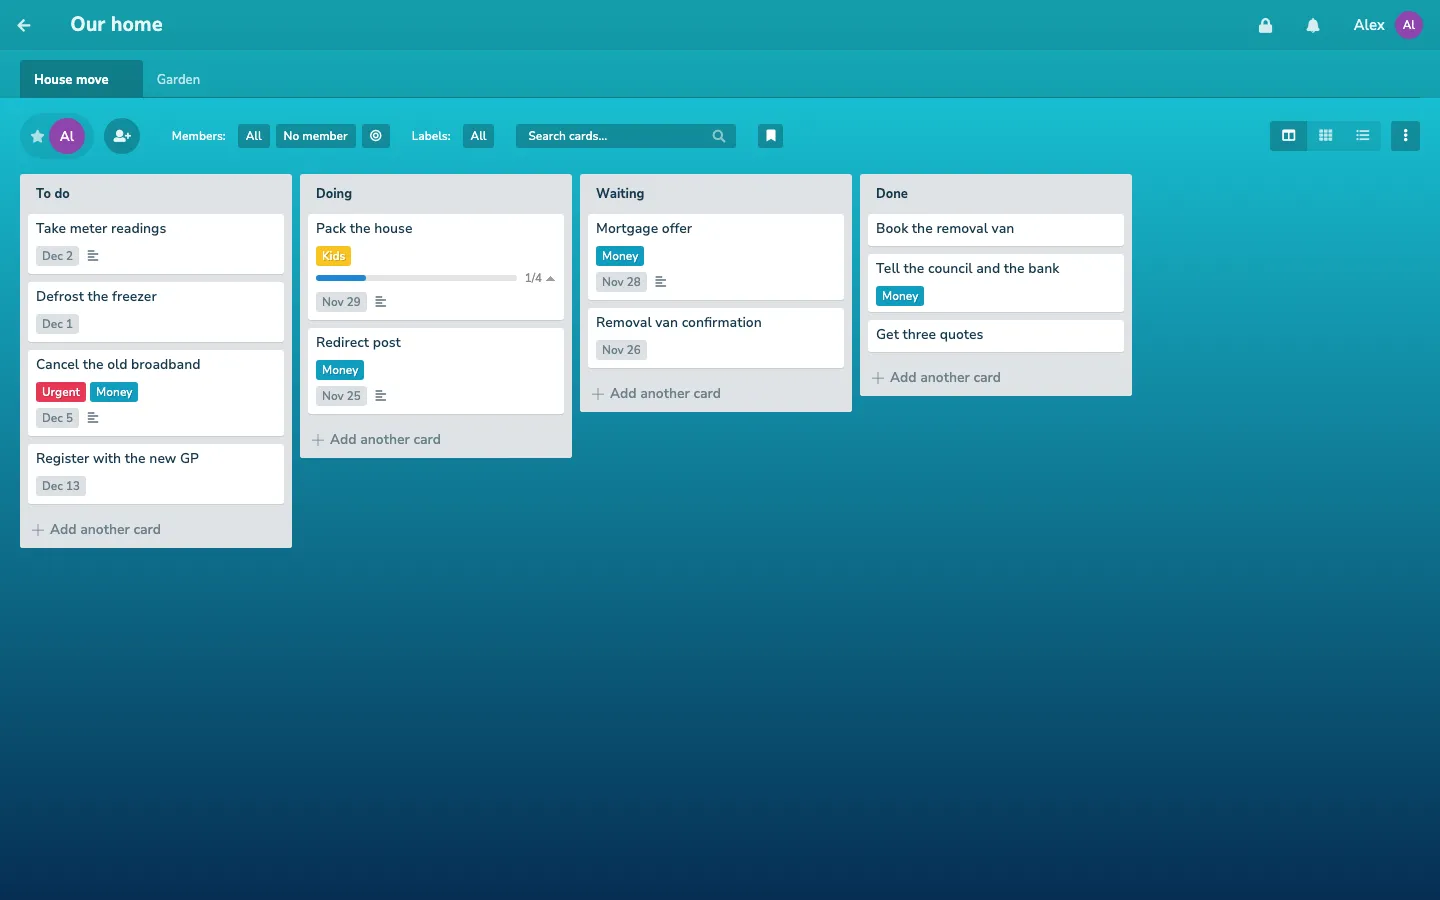 Our home
Alex
Al
House move
Garden
Al
Members:
All
No member
Labels:
All
Search cards...
To do
Take meter readings
Dec 2
Defrost the freezer
Dec 1
Cancel the old broadband
Urgent
Money
Dec 5
Register with the new GP
Dec 13
Add another card
Doing
Pack the house
Kids
1/4
Nov 29
Redirect post
Money
Nov 25
Add another card
Waiting
Mortgage offer
Money
Nov 28
Removal van confirmation
Nov 26
Add another card
Done
Book the removal van
Tell the council and the bank
Money
Get three quotes
Add another card